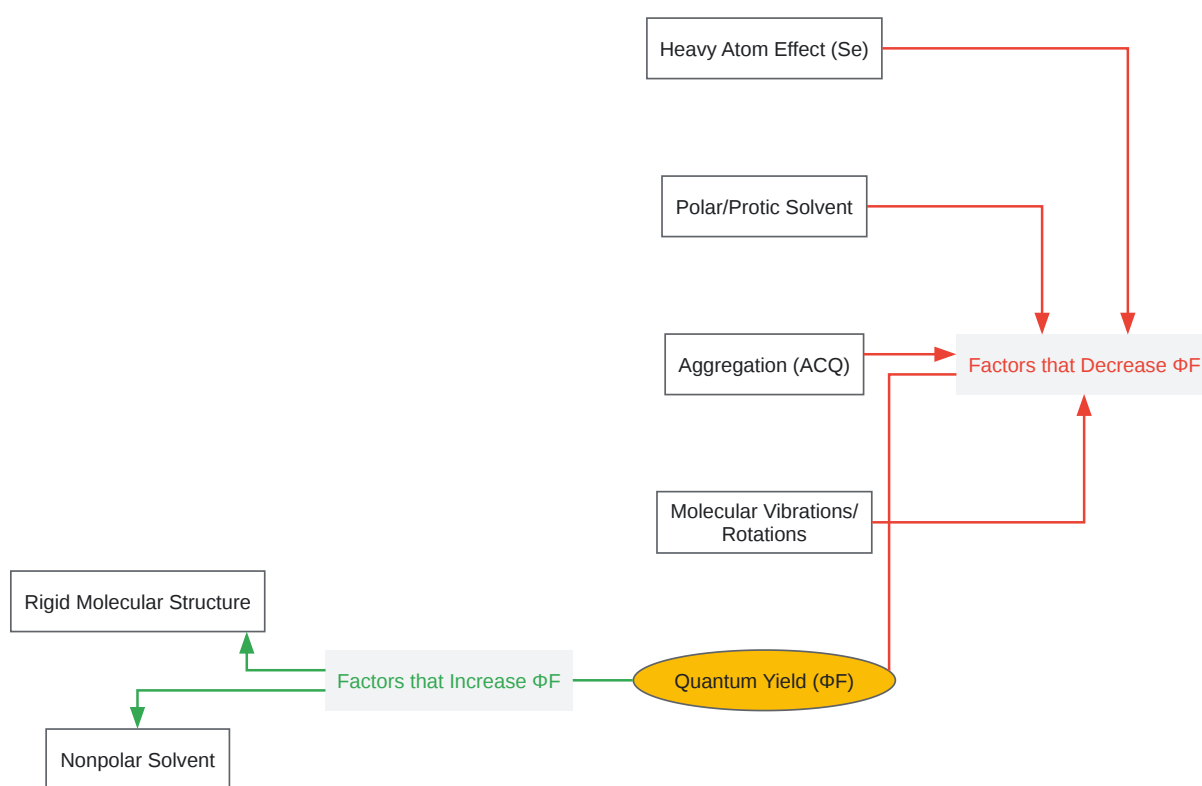 Heavy Atom Effect (Se)
Polar/Protic Solvent
Aggregation (ACQ)
Factors that Decrease ΦF
Molecular Vibrations/
Rotations
Rigid Molecular Structure
Factors that Increase ΦF
Quantum Yield (ΦF)
Nonpolar Solvent